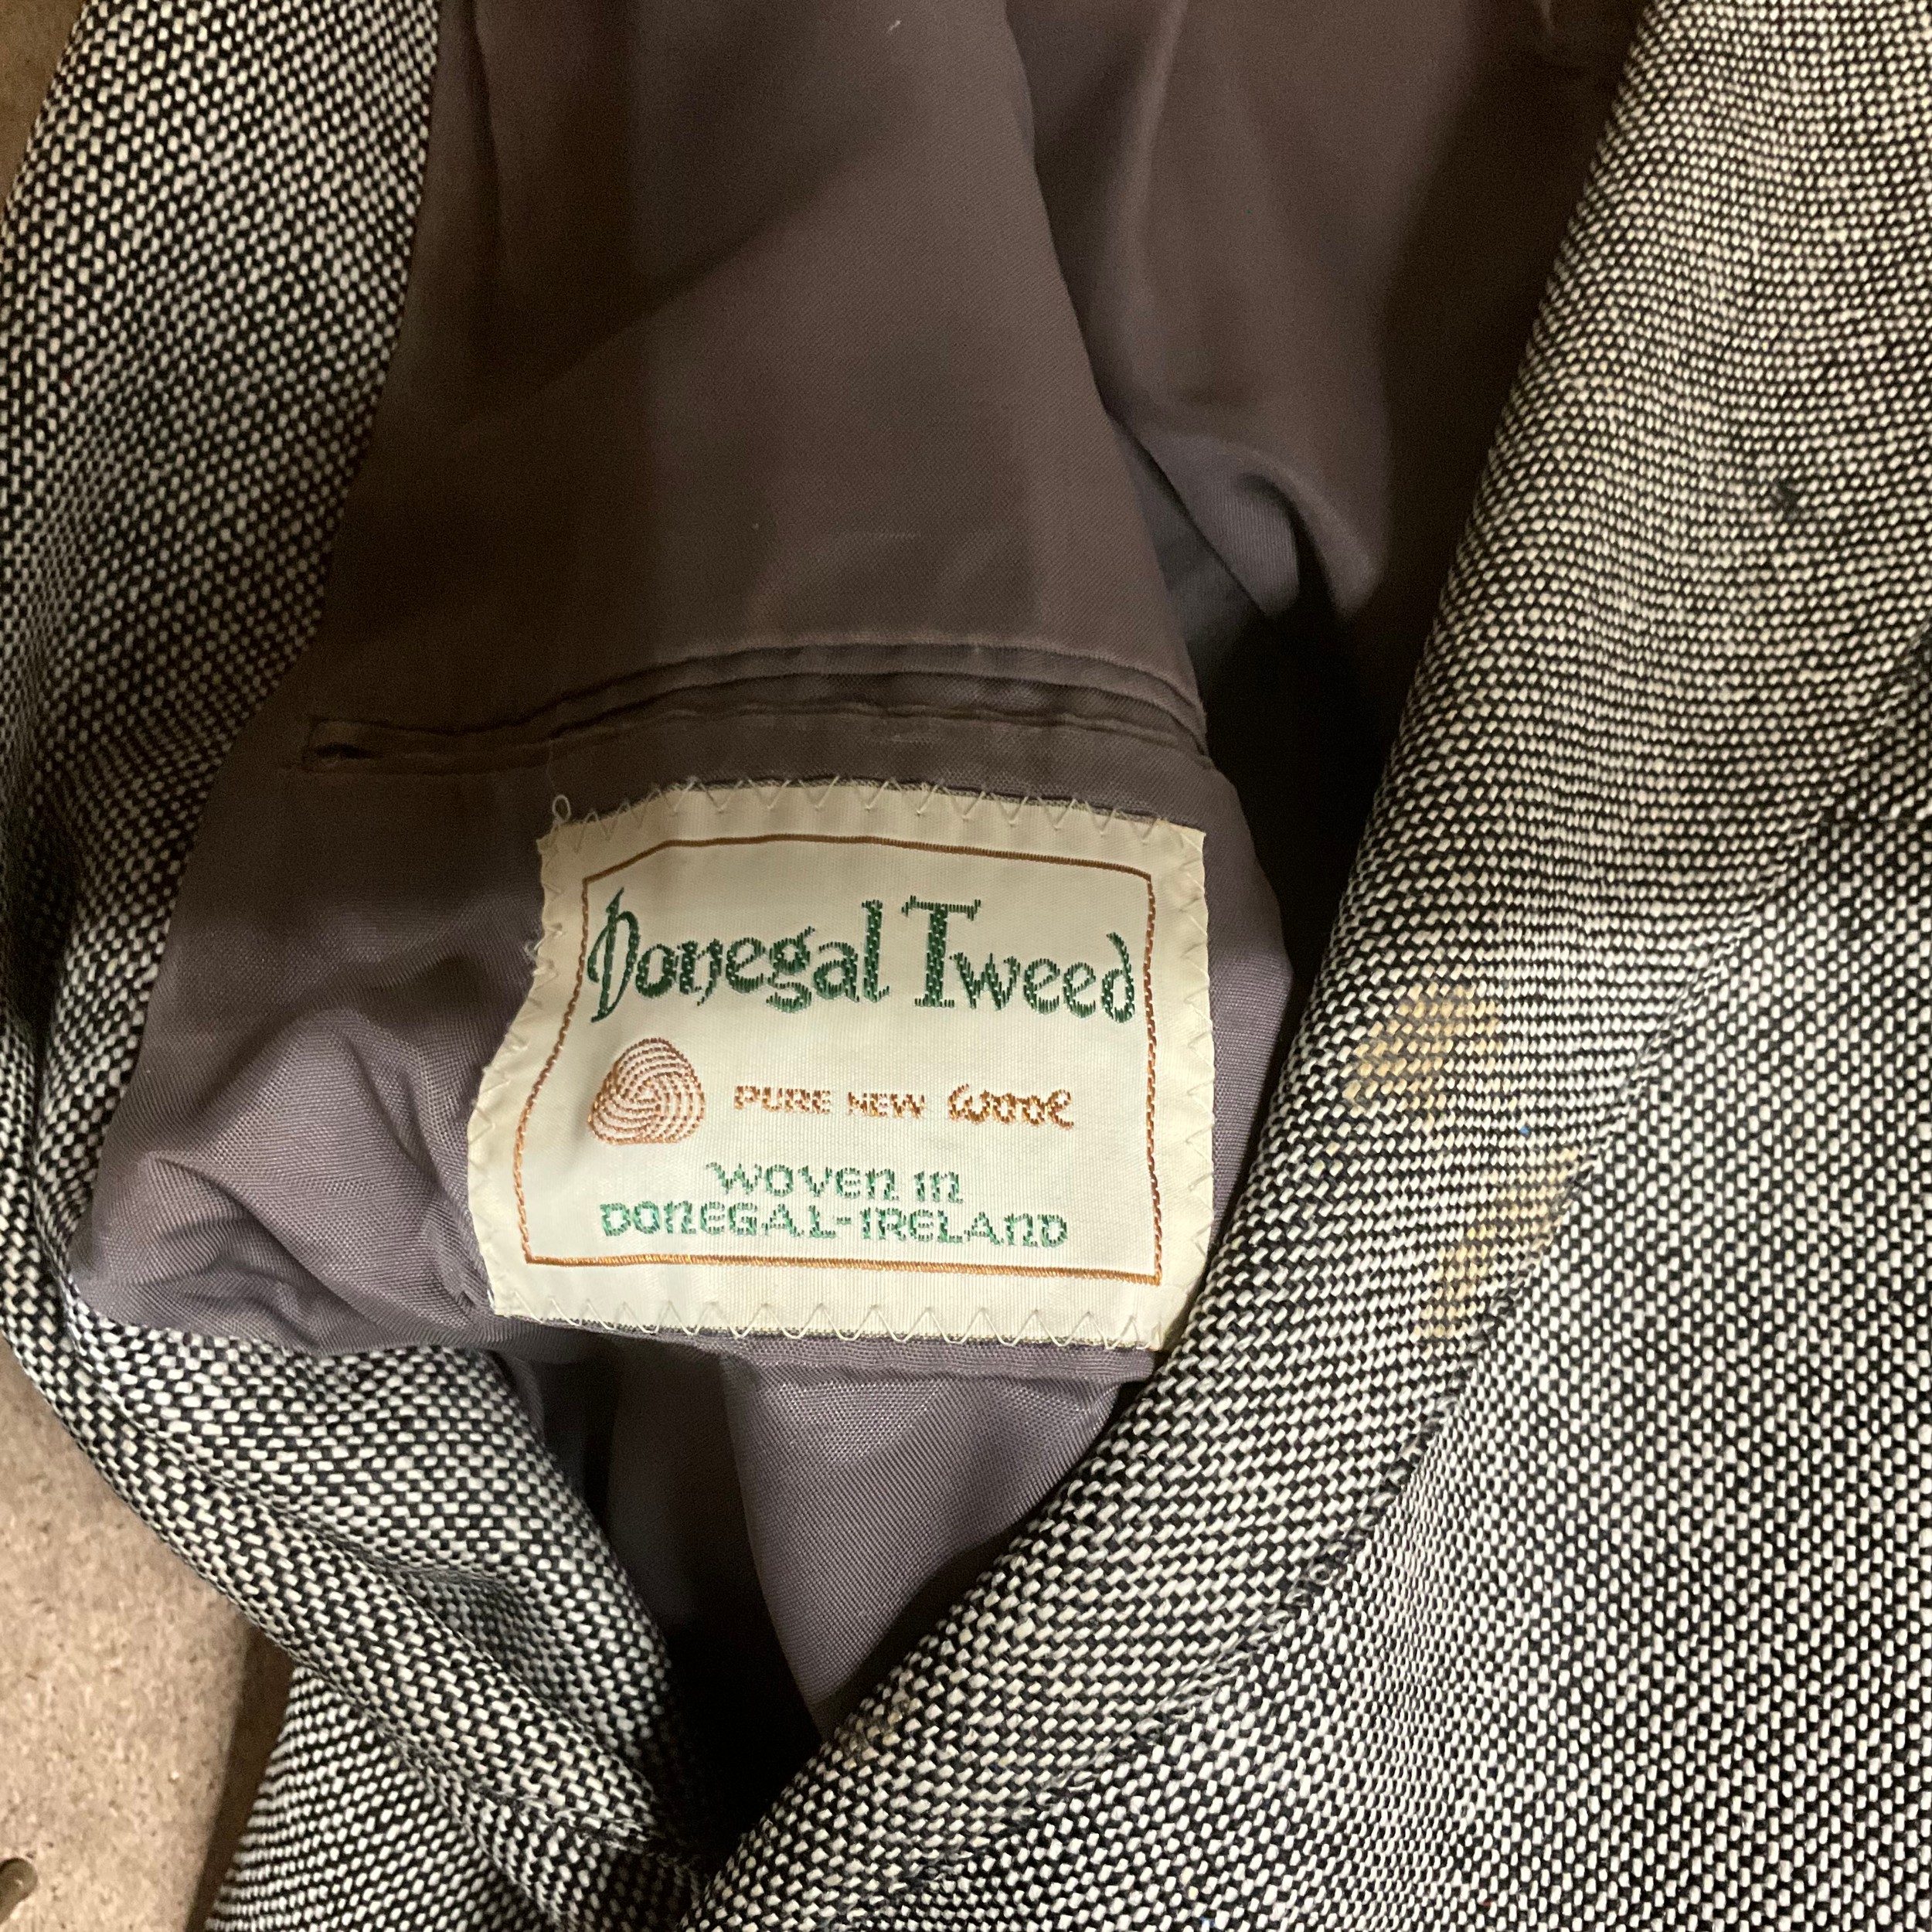 Donegal Tweed
PURE NEW WOOL
WOVEN IN
DONEGAL-IRELAND